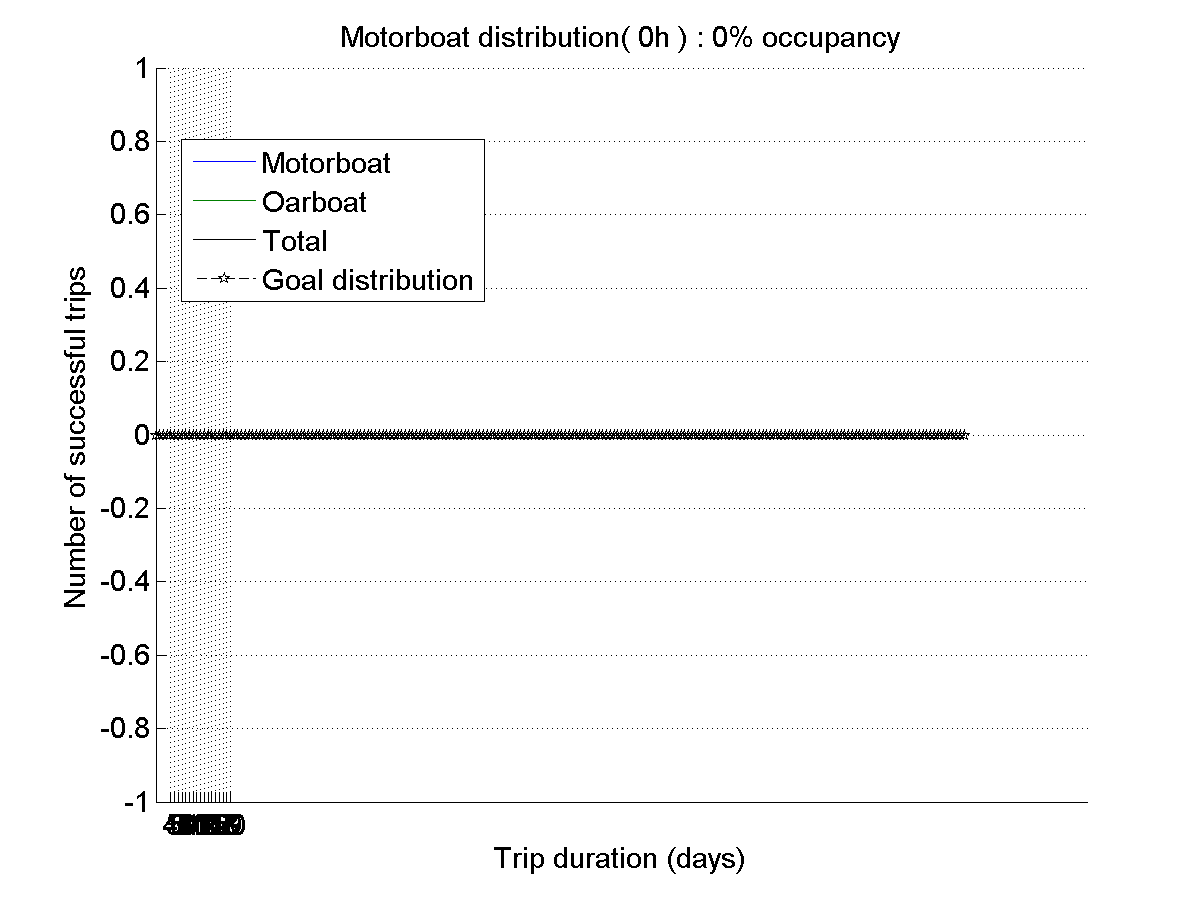 Motorboat distribution( 0h ) : 0% occupancy
1
0.8
0.6
0.4
0.2
0
-0.2
-0.4
-0.6
-0.8
-1
Number of successful trips
Motorboat
Oarboat
Total
Goal distribution
Trip duration (days)